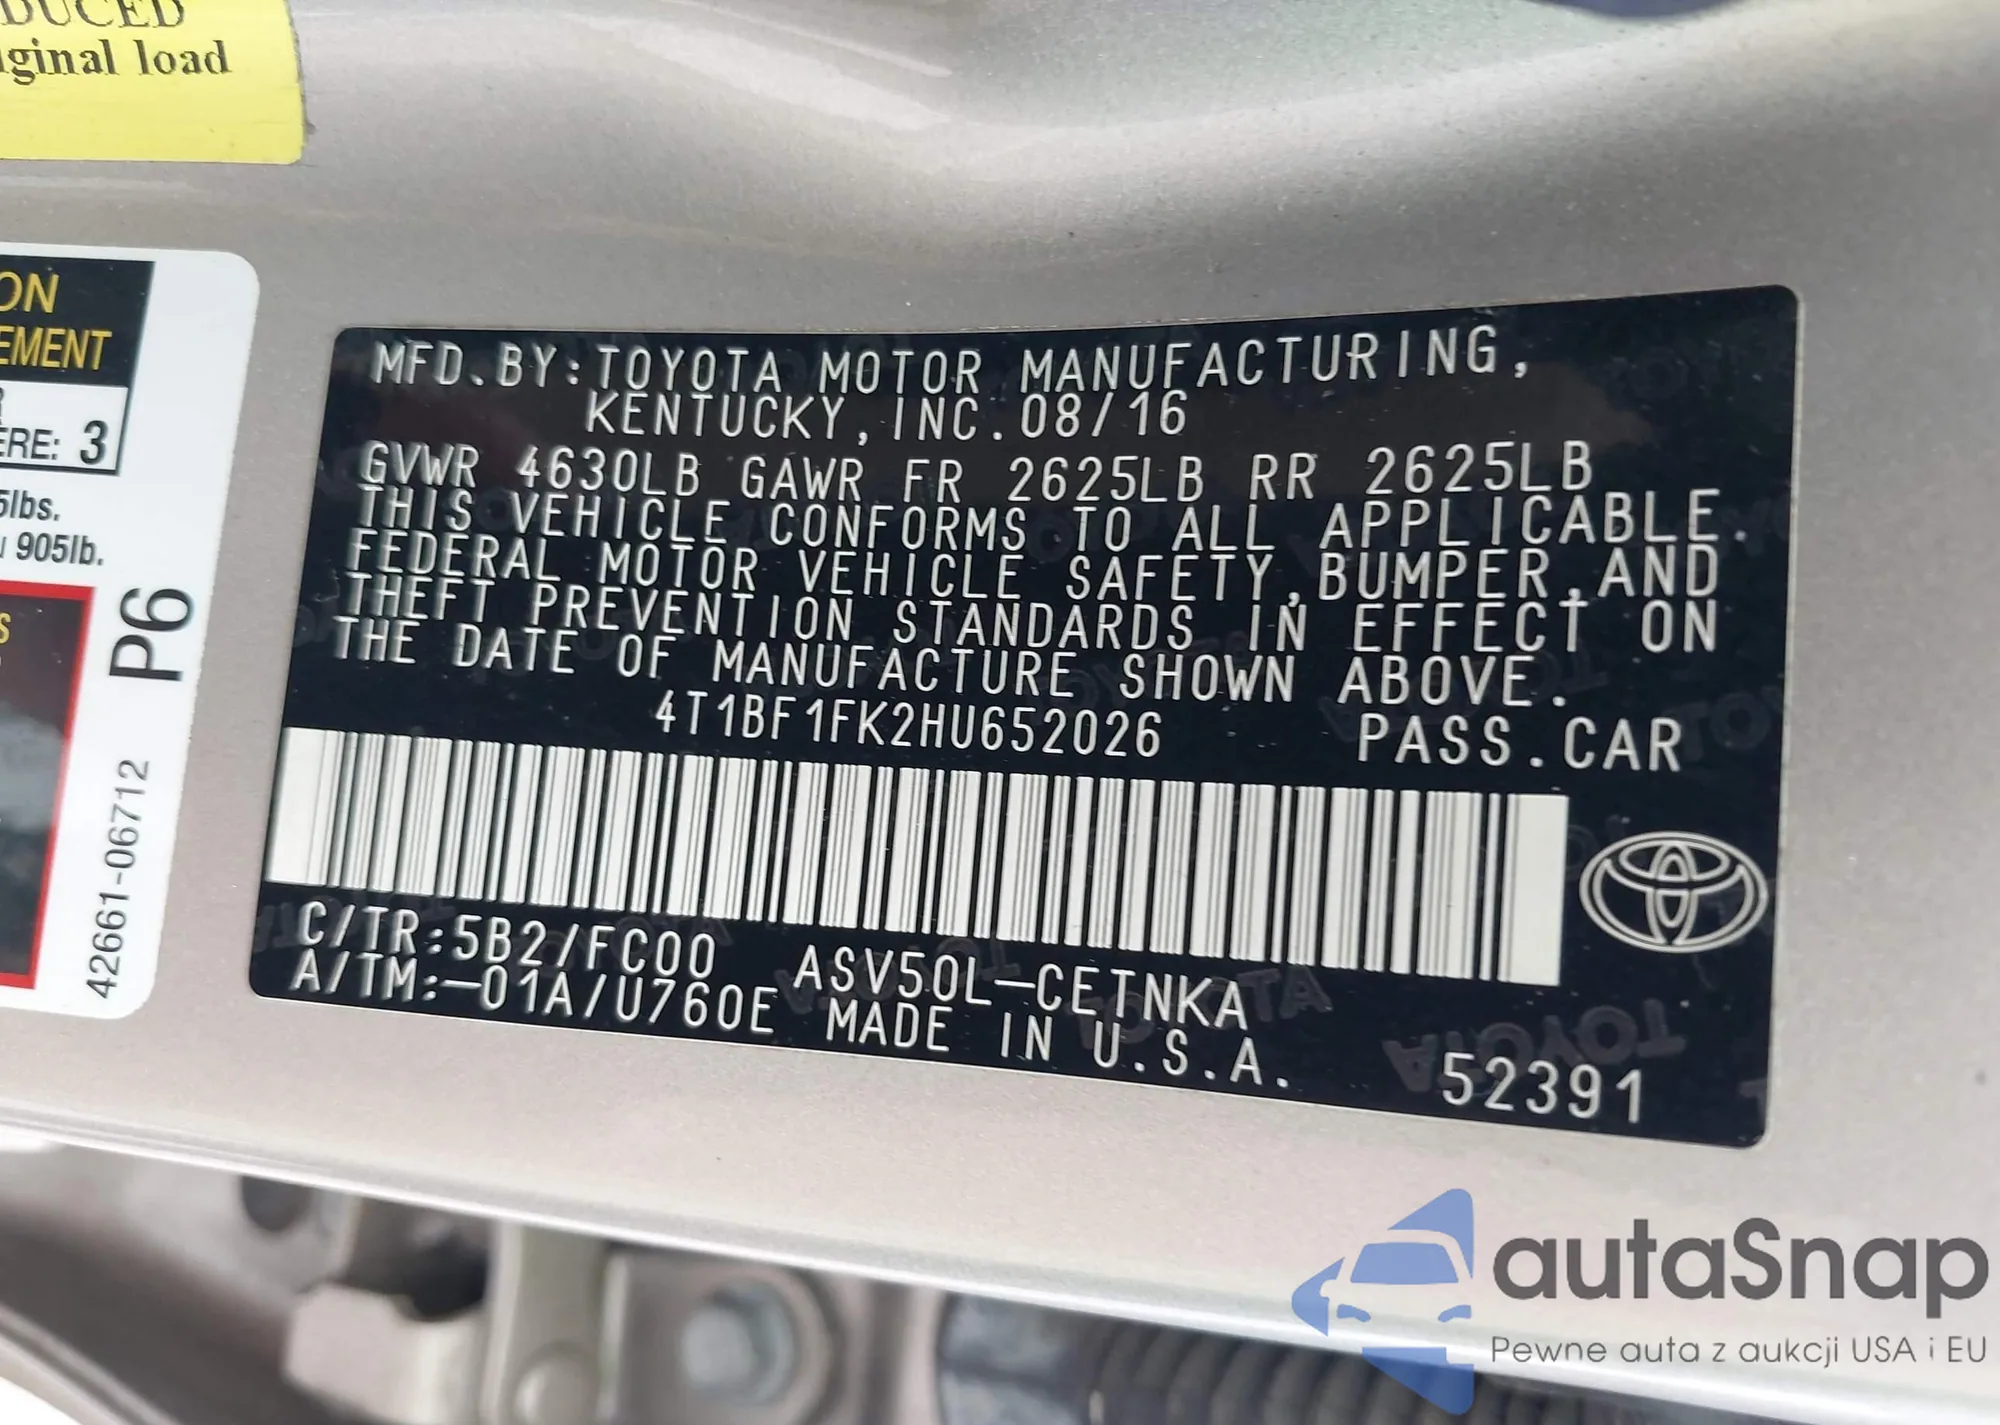 DUCED
iginal load
ON
EMENT
ERE: 3
5lbs.
905lb.
P6
42661-06712
MFD.BY:TOYOTA MOTOR MANUFACTURING,
KENTUCKY,INC.08/16
GVWR 4630LB GAWR FR 2625LB RR 2625LB
THIS VEHICLE CONFORMS TO ALL APPLICABLE
FEDERAL MOTOR VEHICLE SAFETY,BUMPER,AND
THEFT PREVENTION STANDARDS IN EFFECT ON
THE DATE OF MANUFACTURE SHOWN ABOVE.
4T1BF1FK2HU652026 PASS.CAR
C/TR:5B2/FC00 ASV50L-CETNKA
A/TM:-01A/U760E MADE IN U.S.A. 52391
autaSnap
Pewne auta z aukcji USA i EU